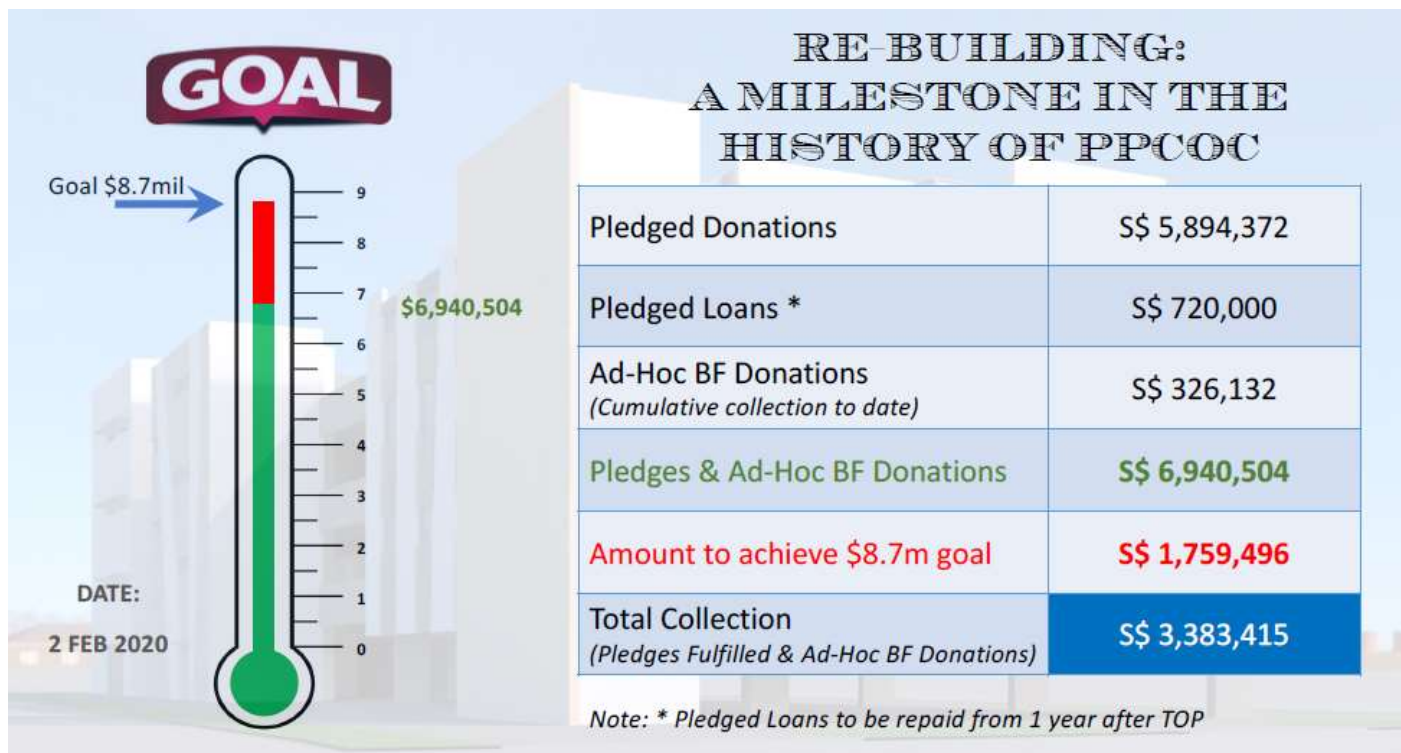 GOAL
Goal $8.7mil
9
8
7
6
5
4
3
2
1
0
$6,940,504
DATE:
2 FEB 2020
RE-BUILDING:
A MILESTONE IN THE
HISTORY OF PPCOC
Pledged Donations S$ 5,894,372
Pledged Loans * S$ 720,000
Ad-Hoc BF Donations
(Cumulative collection to date) S$ 326,132
Pledges & Ad-Hoc BF Donations S$ 6,940,504
Amount to achieve $8.7m goal S$ 1,759,496
Total Collection
(Pledges Fulfilled & Ad-Hoc BF Donations) S$ 3,383,415
Note: * Pledged Loans to be repaid from 1 year after TOP